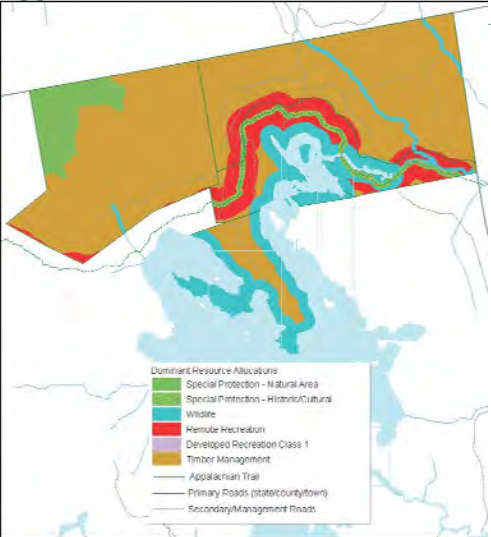 Dominant Resource Allocations
Special Protection - Natural Area
Special Protection - Historic/Cultural
Wildlife
Remote Recreation
Developed Recreation Class 1
Timber Management
Appalachian Trail
Primary Roads (state/county/town)
Secondary/Management Roads